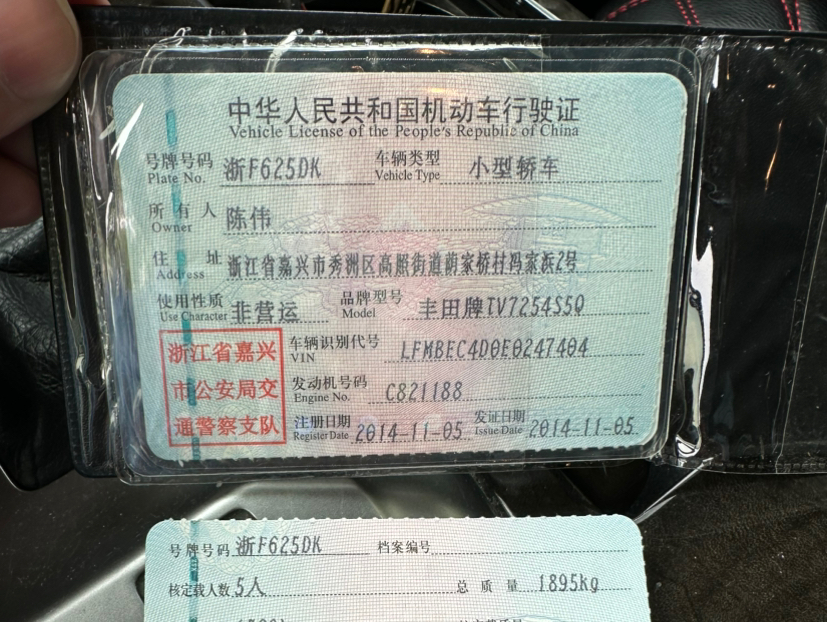 中华人民共和国机动车行驶证
Vehicle License of the People's Republic of China
号牌号码 浙F625DK 车辆类型 小型轿车
Plate No. Vehicle Type
所有人 陈伟
Owner
住址 浙江省嘉兴市秀洲区高照街道荫家桥村冯家浜2号
Address
使用性质 非营运 品牌型号 丰田牌TV7254S5Q
Use Character Model
浙江省嘉兴
市公安局交
通警察支队
车辆识别代号 LFMBEC4D0E0247404
VIN
发动机号码 C821188
Engine No.
注册日期 2014-11-05 发证日期 2014-11-05
Register Date Issue Date
号牌号码 浙F625DK 档案编号
核定载人数 5人 总质量 1895kg